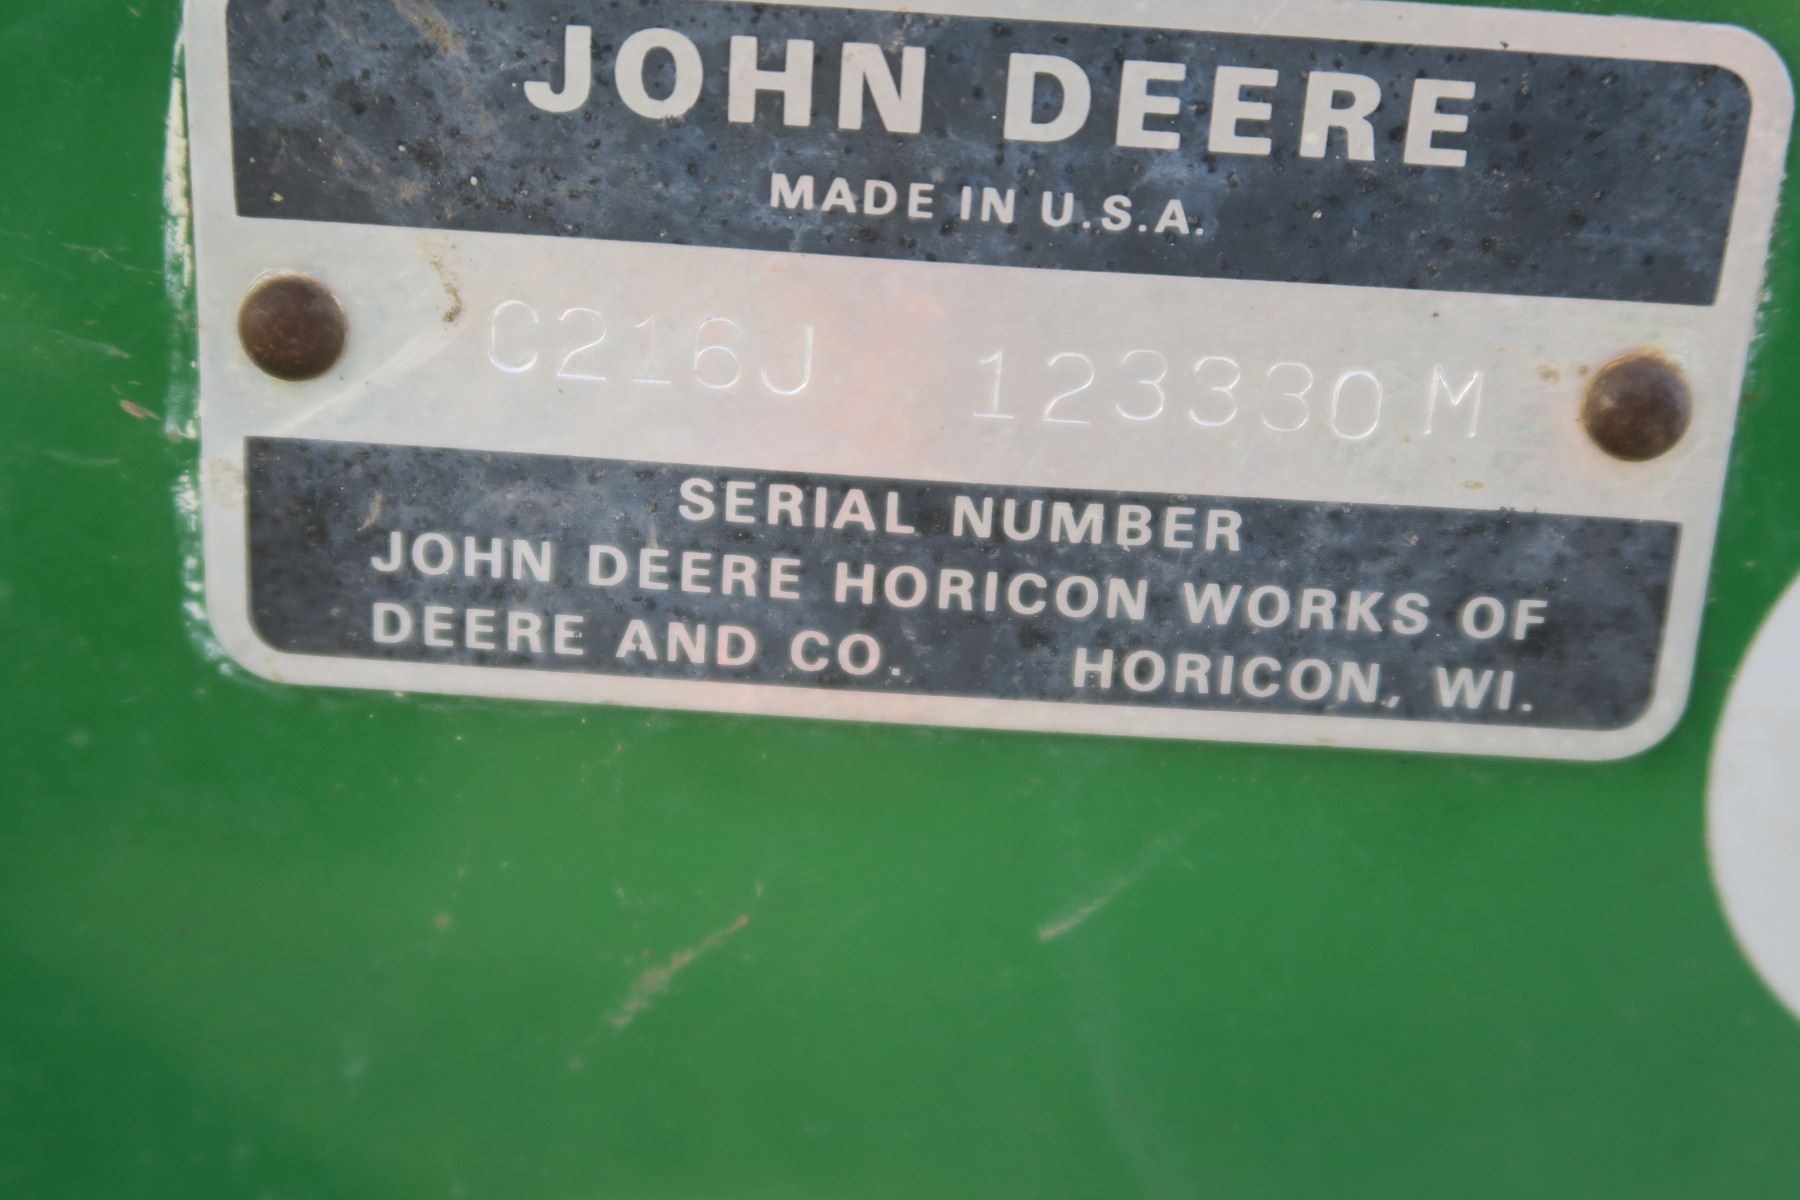 JOHN DEERE
MADE IN U.S.A.
C216J 123330M
SERIAL NUMBER
JOHN DEERE HORICON WORKS OF
DEERE AND CO. HORICON, WI.